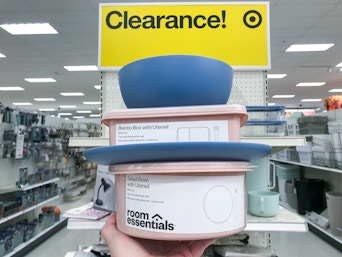 Clearance!
Bento Box with Utensil
Salad Bowl
with Utensil
room
essentials